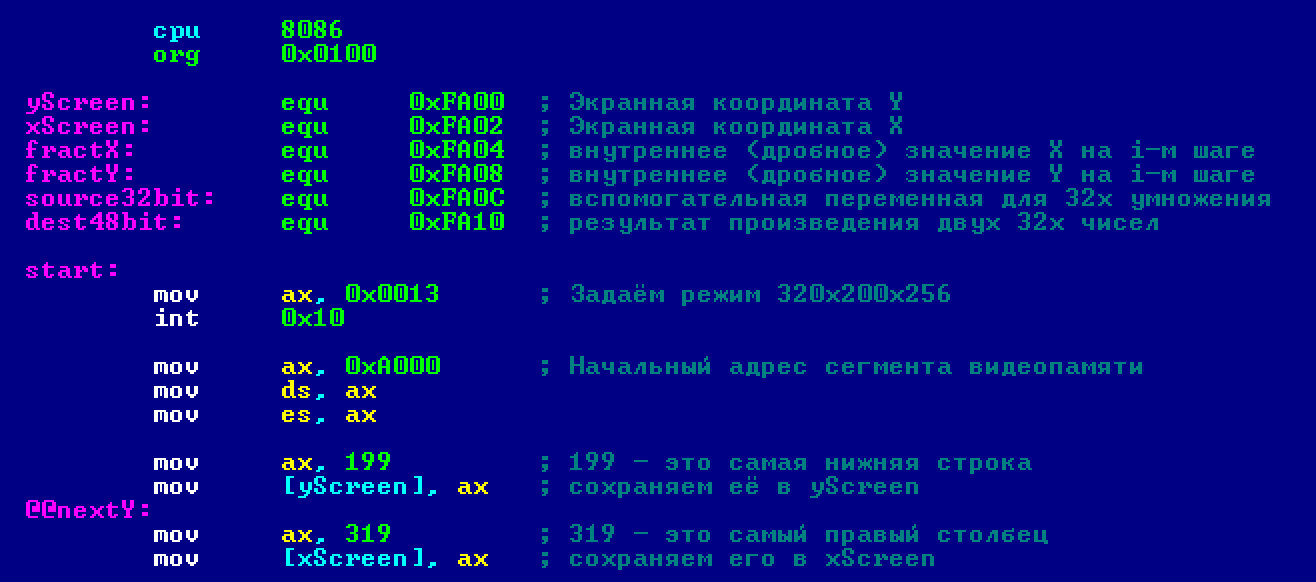 cpu 8086
org 0x0100
yScreen: equ 0xFA00 ; Экранная координата Y
xScreen: equ 0xFA02 ; Экранная координата X
fractX: equ 0xFA04 ; внутреннее (дробное) значение X на i-м шаге
fractY: equ 0xFA08 ; внутреннее (дробное) значение Y на i-м шаге
source32bit: equ 0xFA0C ; вспомогательная переменная для 32х умножения
dest48bit: equ 0xFA10 ; результат произведения двух 32х чисел
start:
mov ax, 0x0013 ; Задаём режим 320x200x256
int 0x10
mov ax, 0xA000 ; Начальный адрес сегмента видеопамяти
mov ds, ax
mov es, ax
mov ax, 199 ; 199 - это самая нижняя строка
mov [yScreen], ax ; сохраняем её в yScreen
@@nextY:
mov ax, 319 ; 319 - это самый правый столбец
mov [xScreen], ax ; сохраняем его в xScreen